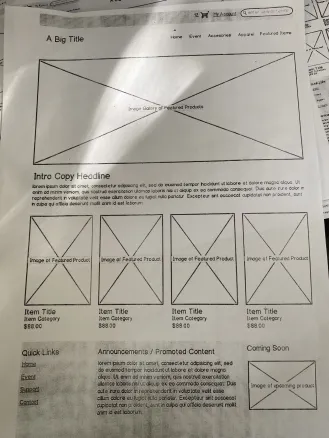 My Account
A Big Title
Home Event Accessories Apparel Featured Items
Image Gallery of Featured Products
Intro Copy Headline
lorem ipsum dolor sit amet, consectetur adipiscing elit, sed do eiusmod tempor incididunt ut labore et dolore magna aliqua. Ut
enim ad minim veniam, quis nostrud exercitation ullamco laboris nisi ut aliquip ex ea commodo consequat. Duis aute irure dolor in
reprehenderit in voluptate velit esse cillum dolore eu fugiat nulla pariatur. Excepteur sint occaecat cupidatat non proident, sunt
in culpa qui officia deserunt mollit anim id est laborum.
Image of Featured Product Image of Featured Product Image of Featured Product Image of Featured Product
Item Title Item Title Item Title Item Title
Item Category Item Category Item Category Item Category
$88.00 $88.00 $88.00 $88.00
Quick Links Announcements / Promoted Content Coming Soon
Home
Event
Support
Contact
lorem ipsum dolor sit amet, consectetur
adipiscing elit, sed do eiusmod tempor
incididunt ut labore et dolore magna
aliqua. Ut enim ad minim veniam, quis
nostrud exercitation ullamco
laboris nisi ut aliquip ex ea commodo consequat. Duis
aute irure dolor in reprehenderit in voluptate
velit esse cillum dolore eu fugiat nulla
pariatur. Excepteur sint occaecat
cupidatat non proident, sunt in culpa qui officia deserunt mollit
anim id est laborum.
Image of upcoming product